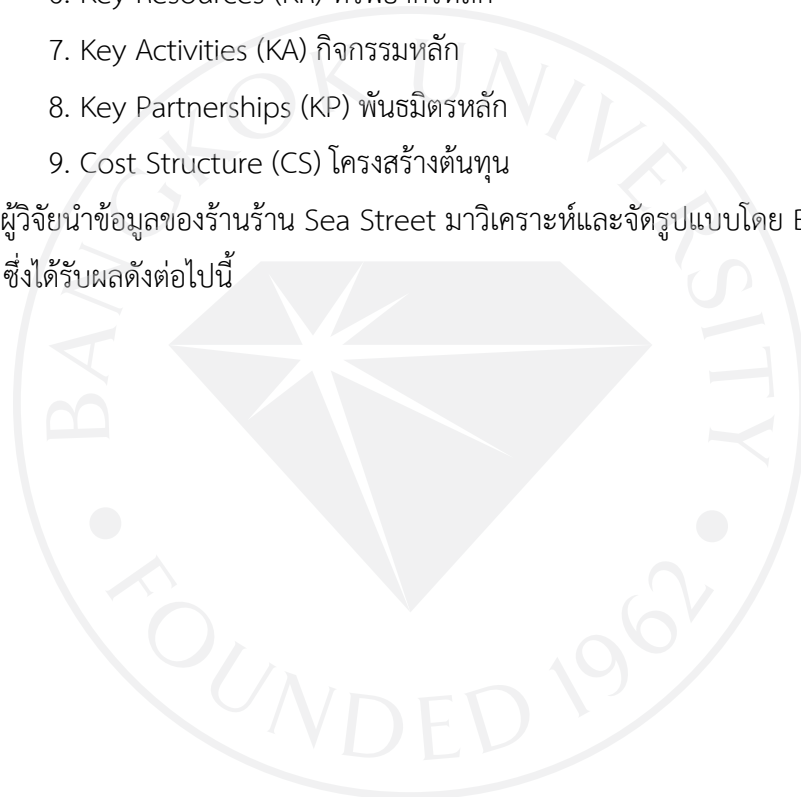 7. Key Activities (KA) กิจกรรมหลัก
8. Key Partnerships (KP) พันธมิตรหลัก
9. Cost Structure (CS) โครงสร้างต้นทุน
ผู้วิจัยนำข้อมูลของร้านร้าน Sea Street มาวิเคราะห์และจัดรูปแบบโดย
ซึ่งได้รับผลดังต่อไปนี้
BANGKOK UNIVERSITY
FOUNDED 1962